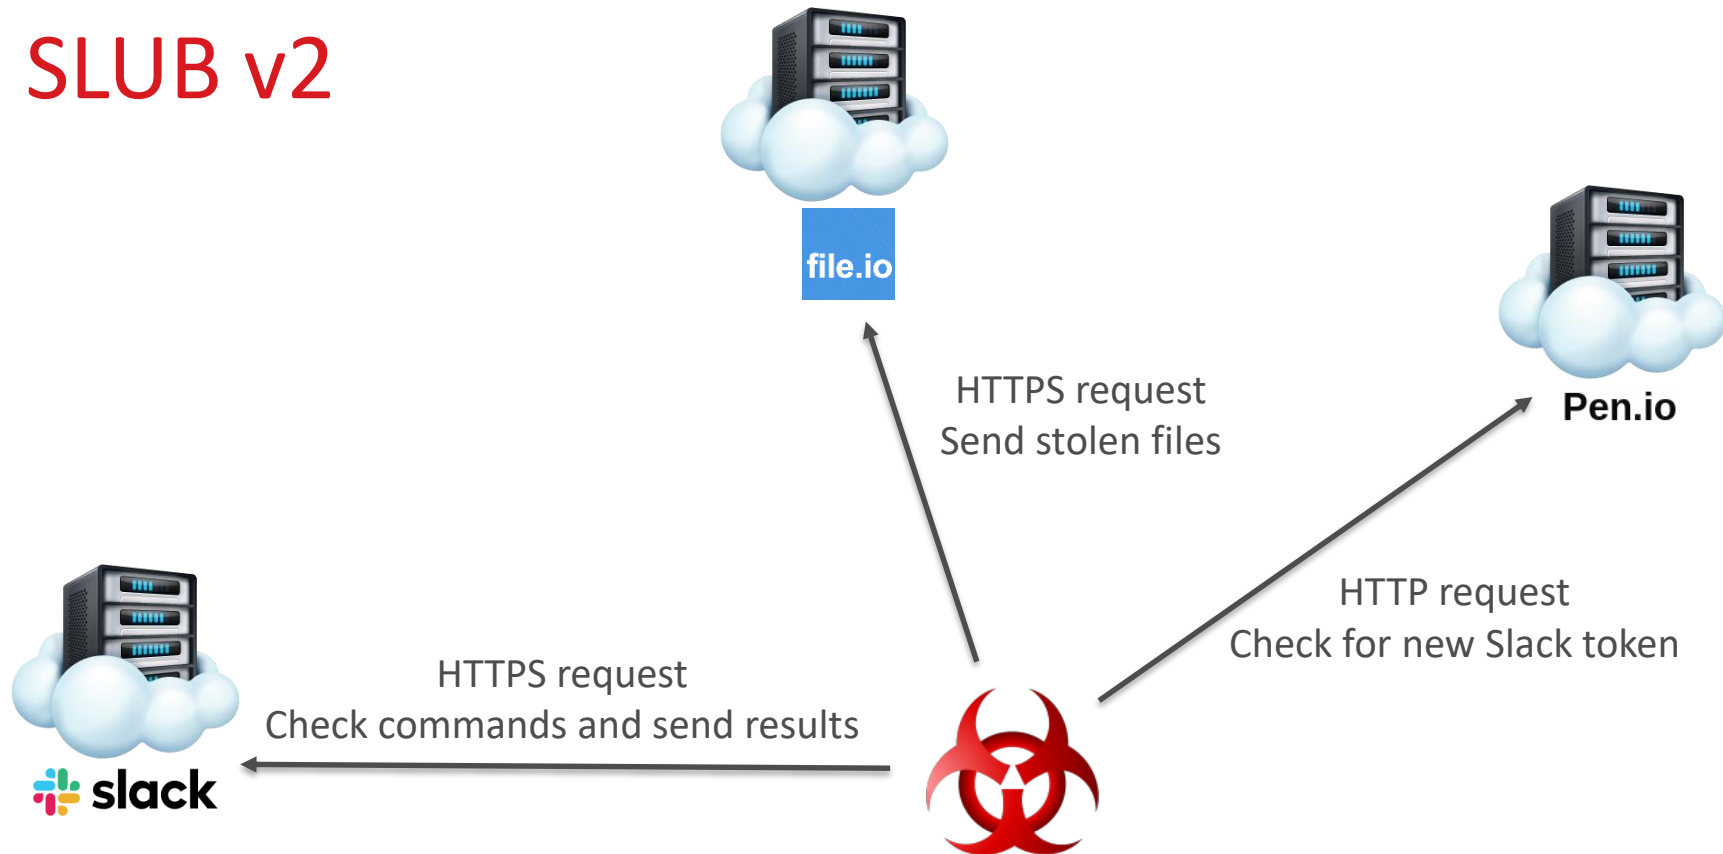 SLUB v2
file.io
HTTPS request
Send stolen files
Pen.io
HTTP request
Check for new Slack token
HTTPS request
Check commands and send results
slack